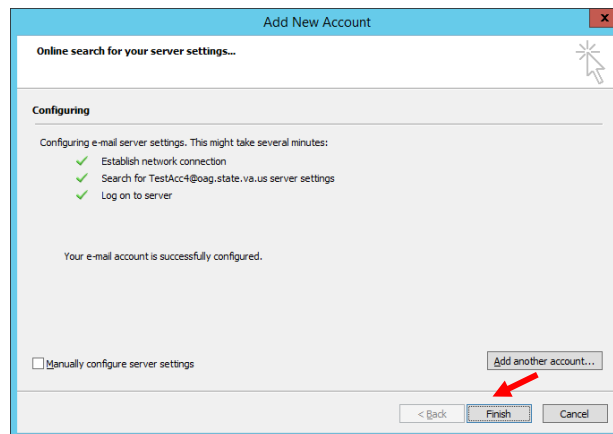 Add New Account
x
Online search for your server settings...
Configuring
Configuring e-mail server settings. This might take several minutes:
Establish network connection
Search for TestAcc4@oag.state.va.us server settings
Log on to server
Your e-mail account is successfully configured.
Manually configure server settings
Add another account...
< Back
Finish
Cancel